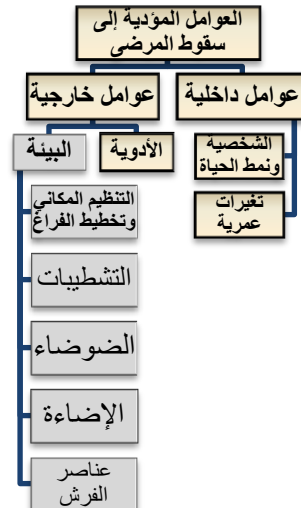 العوامل المؤدية إلى
سقوط المرضى
عوامل داخلية
عوامل خارجية
الشخصية
ونمط الحياة
تغيرات
عمرية
الأدوية
البيئة
التنظيم المكاني
وتخطيط الفراغ
التشطيبات
الضوضاء
الإضاءة
عناصر
الفرش